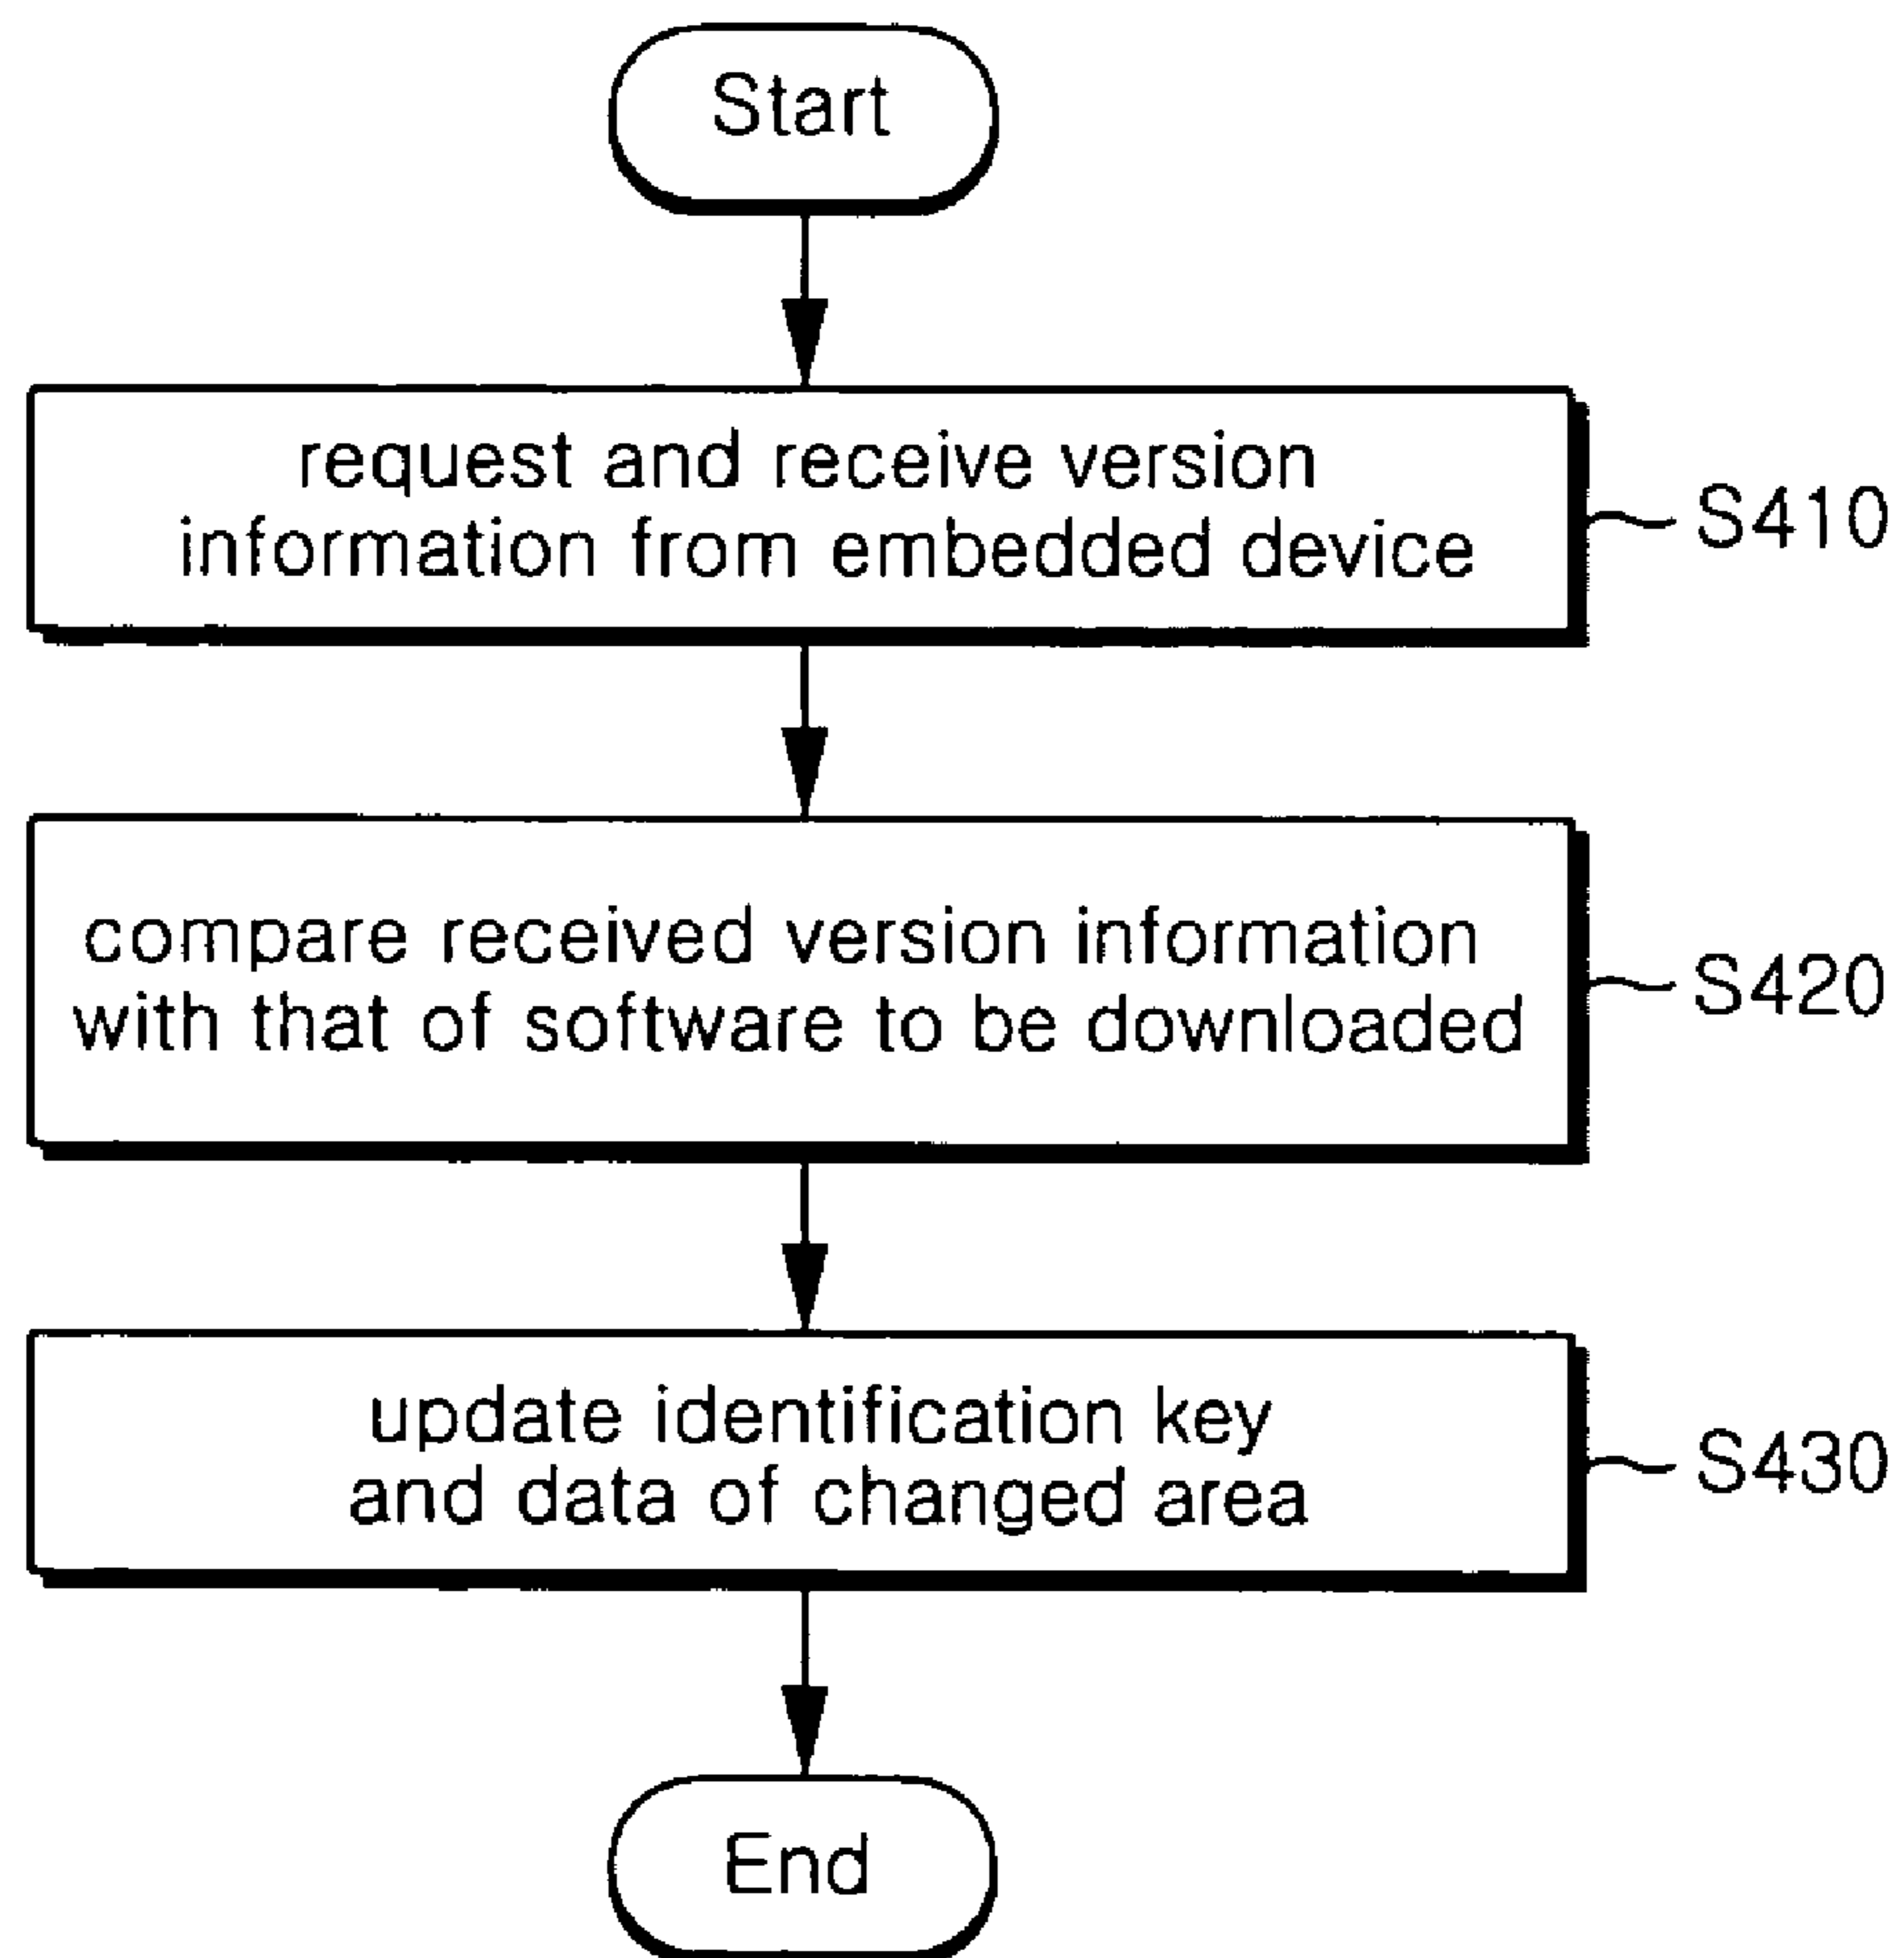 Start
request and receive version
information from embedded device
S410
compare received version information
with that of software to be downloaded
S420
update identification key
and data of changed area
S430
End